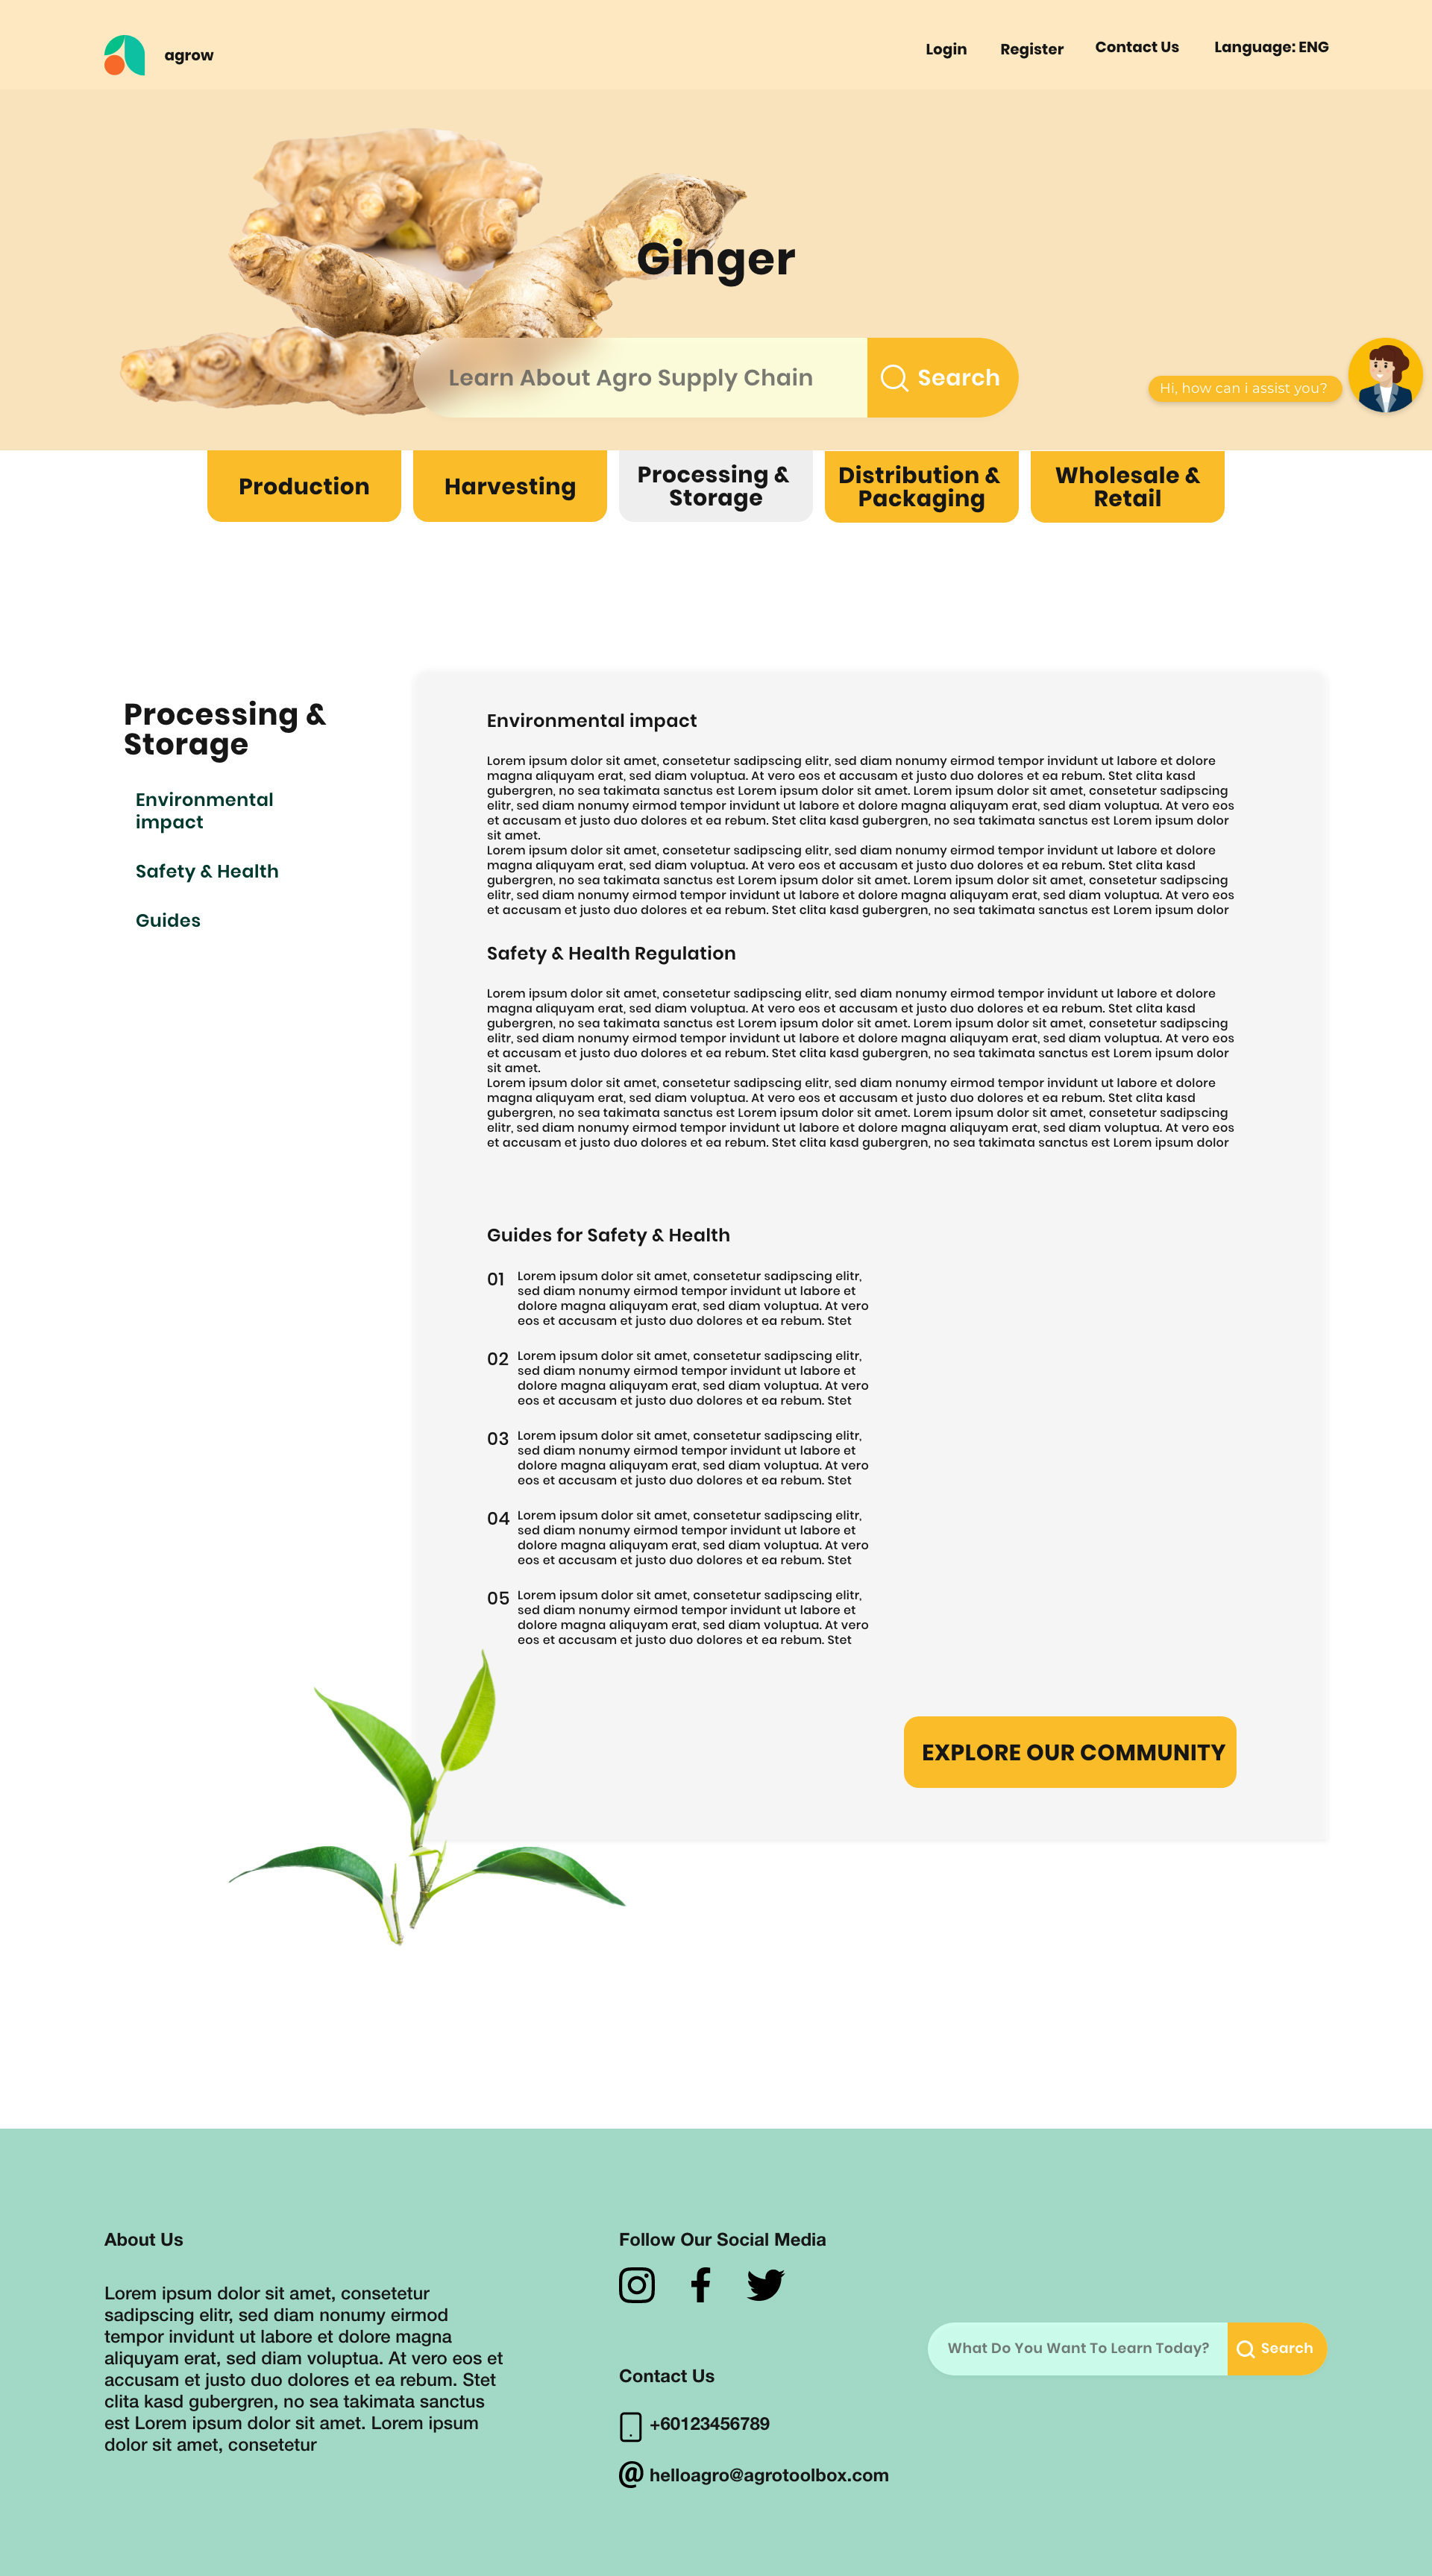 agrow
Login Register Contact Us Language: ENG
Ginger
Learn About Agro Supply Chain
Search
Hi, how can i assist you?
Production
Harvesting
Processing &
Storage
Distribution &
Packaging
Wholesale &
Retail
Processing &
Storage
Environmental
impact
Safety & Health
Guides
Environmental impact
Lorem ipsum dolor sit amet, consetetur sadipscing elitr, sed diam nonumy eirmod tempor invidunt ut labore et dolore
magna aliquyam erat, sed diam voluptua. At vero eos et accusam et justo duo dolores et ea rebum. Stet clita kasd
gubergren, no sea takimata sanctus est Lorem ipsum dolor sit amet. Lorem ipsum dolor sit amet, consetetur sadipscing
elitr, sed diam nonumy eirmod tempor invidunt ut labore et dolore magna aliquyam erat, sed diam voluptua. At vero eos
et accusam et justo duo dolores et ea rebum. Stet clita kasd gubergren, no sea takimata sanctus est Lorem ipsum dolor
sit amet.
Lorem ipsum dolor sit amet, consetetur sadipscing elitr, sed diam nonumy eirmod tempor invidunt ut labore et dolore
magna aliquyam erat, sed diam voluptua. At vero eos et accusam et justo duo dolores et ea rebum. Stet clita kasd
gubergren, no sea takimata sanctus est Lorem ipsum dolor sit amet. Lorem ipsum dolor sit amet, consetetur sadipscing
elitr, sed diam nonumy eirmod tempor invidunt ut labore et dolore magna aliquyam erat, sed diam voluptua. At vero eos
et accusam et justo duo dolores et ea rebum. Stet clita kasd gubergren, no sea takimata sanctus est Lorem ipsum dolor
Safety & Health Regulation
Lorem ipsum dolor sit amet, consetetur sadipscing elitr, sed diam nonumy eirmod tempor invidunt ut labore et dolore
magna aliquyam erat, sed diam voluptua. At vero eos et accusam et justo duo dolores et ea rebum. Stet clita kasd
gubergren, no sea takimata sanctus est Lorem ipsum dolor sit amet. Lorem ipsum dolor sit amet, consetetur sadipscing
elitr, sed diam nonumy eirmod tempor invidunt ut labore et dolore magna aliquyam erat, sed diam voluptua. At vero eos
et accusam et justo duo dolores et ea rebum. Stet clita kasd gubergren, no sea takimata sanctus est Lorem ipsum dolor
sit amet.
Lorem ipsum dolor sit amet, consetetur sadipscing elitr, sed diam nonumy eirmod tempor invidunt ut labore et dolore
magna aliquyam erat, sed diam voluptua. At vero eos et accusam et justo duo dolores et ea rebum. Stet clita kasd
gubergren, no sea takimata sanctus est Lorem ipsum dolor sit amet. Lorem ipsum dolor sit amet, consetetur sadipscing
elitr, sed diam nonumy eirmod tempor invidunt ut labore et dolore magna aliquyam erat, sed diam voluptua. At vero eos
et accusam et justo duo dolores et ea rebum. Stet clita kasd gubergren, no sea takimata sanctus est Lorem ipsum dolor
Guides for Safety & Health
01 Lorem ipsum dolor sit amet, consetetur sadipscing elitr,
sed diam nonumy eirmod tempor invidunt ut labore et
dolore magna aliquyam erat, sed diam voluptua. At vero
eos et accusam et justo duo dolores et ea rebum. Stet
02 Lorem ipsum dolor sit amet, consetetur sadipscing elitr,
sed diam nonumy eirmod tempor invidunt ut labore et
dolore magna aliquyam erat, sed diam voluptua. At vero
eos et accusam et justo duo dolores et ea rebum. Stet
03 Lorem ipsum dolor sit amet, consetetur sadipscing elitr,
sed diam nonumy eirmod tempor invidunt ut labore et
dolore magna aliquyam erat, sed diam voluptua. At vero
eos et accusam et justo duo dolores et ea rebum. Stet
04 Lorem ipsum dolor sit amet, consetetur sadipscing elitr,
sed diam nonumy eirmod tempor invidunt ut labore et
dolore magna aliquyam erat, sed diam voluptua. At vero
eos et accusam et justo duo dolores et ea rebum. Stet
05 Lorem ipsum dolor sit amet, consetetur sadipscing elitr,
sed diam nonumy eirmod tempor invidunt ut labore et
dolore magna aliquyam erat, sed diam voluptua. At vero
eos et accusam et justo duo dolores et ea rebum. Stet
EXPLORE OUR COMMUNITY
About Us
Lorem ipsum dolor sit amet, consetetur
sadipscing elitr, sed diam nonumy eirmod
tempor invidunt ut labore et dolore magna
aliquyam erat, sed diam voluptua. At vero eos et
accusam et justo duo dolores et ea rebum. Stet
clita kasd gubergren, no sea takimata sanctus
est Lorem ipsum dolor sit amet. Lorem ipsum
dolor sit amet, consetetur
Follow Our Social Media
Contact Us
+60123456789
@ helloagro@agrotoolbox.com
What Do You Want To Learn Today?
Search